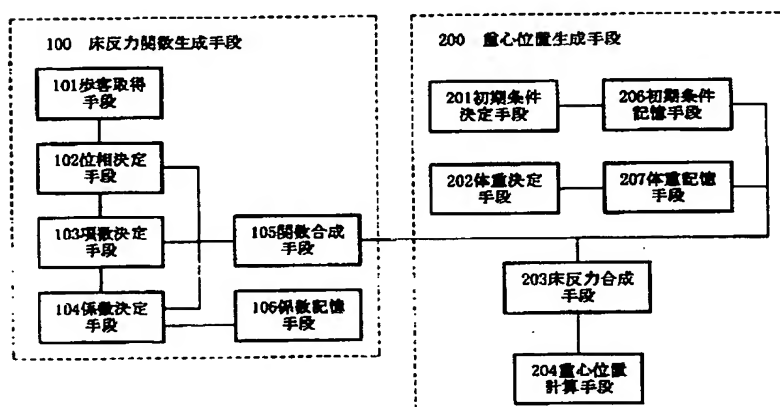 100 床反力関数生成手段
101歩客取得
手段
102位相決定
手段
103項数決定
手段
104係数決定
手段
105関数合成
手段
106係数記憶
手段
200 重心位置生成手段
201初期条件
決定手段
206初期条件
記憶手段
202体重決定
手段
207体重記憶
手段
203床反力合成
手段
204重心位置
計算手段